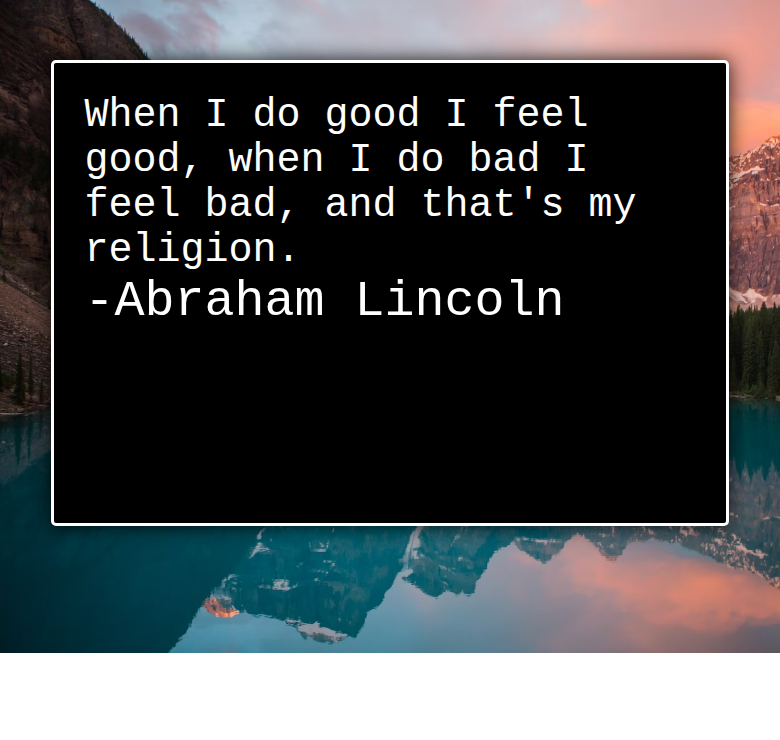 When I do good I feel
good, when I do bad I
feel bad, and that's my
religion.
-Abraham Lincoln